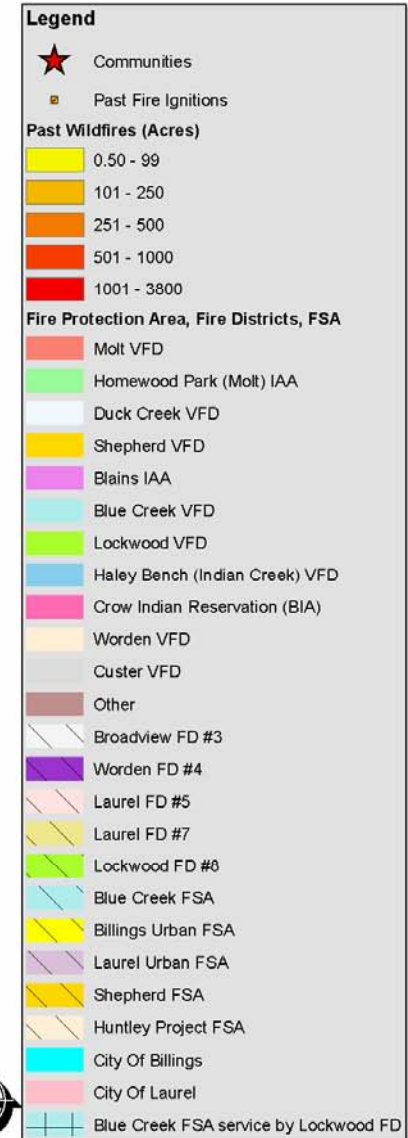 Legend
Communities
Past Fire Ignitions
Past Wildfires (Acres)
0.50 - 99
101 - 250
251 - 500
501 - 1000
1001 - 3800
Fire Protection Area, Fire Districts, FSA
Molt VFD
Homewood Park (Molt) IAA
Duck Creek VFD
Shepherd VFD
Blains IAA
Blue Creek VFD
Lockwood VFD
Haley Bench (Indian Creek) VFD
Crow Indian Reservation (BIA)
Worden VFD
Custer VFD
Other
Broadview FD #3
Worden FD #4
Laurel FD #5
Laurel FD #7
Lockwood FD #8
Blue Creek FSA
Billings Urban FSA
Laurel Urban FSA
Shepherd FSA
Huntley Project FSA
City Of Billings
City Of Laurel
Blue Creek FSA service by Lockwood FD